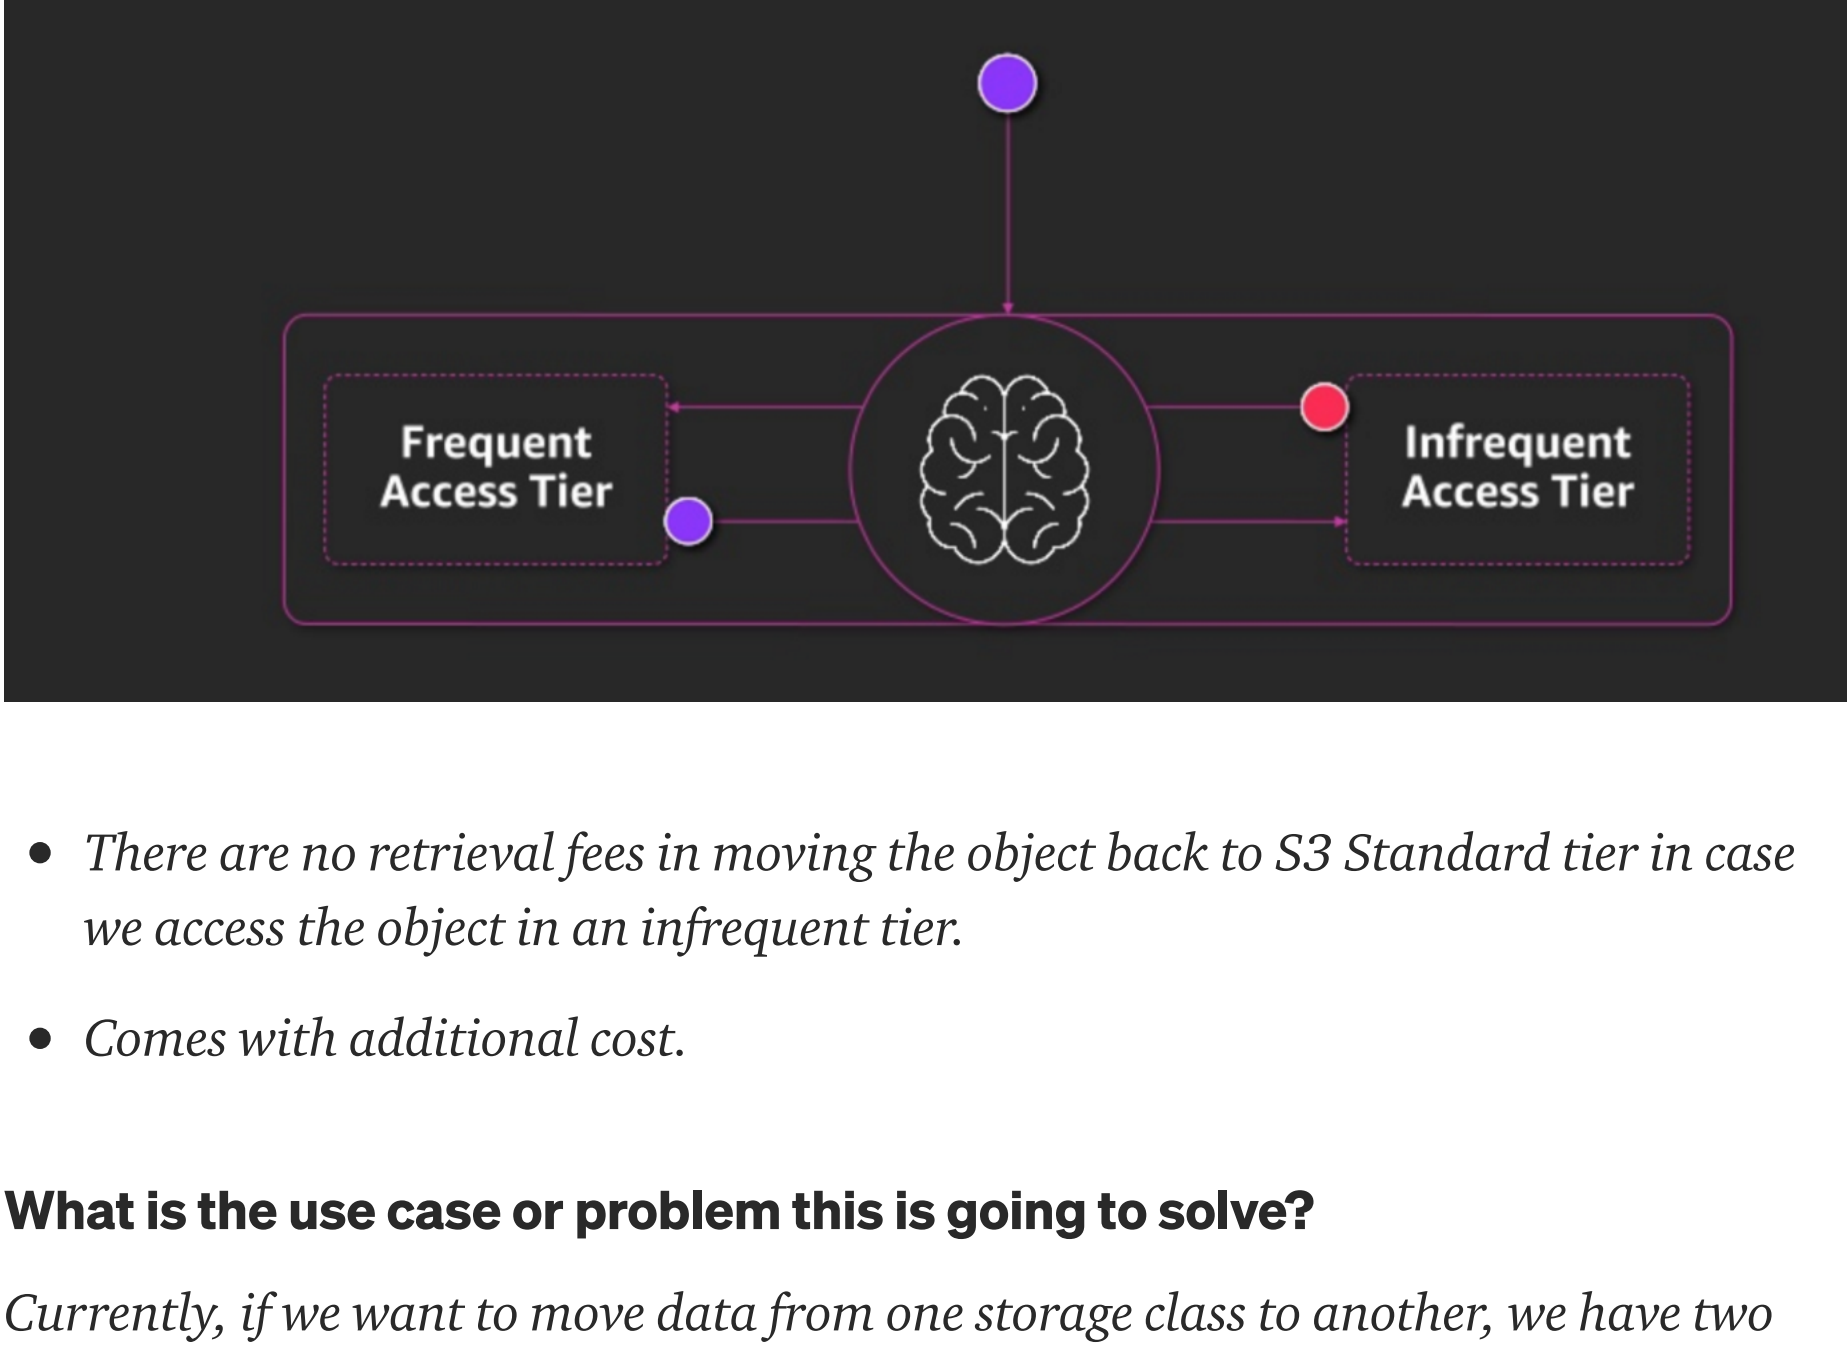 Frequent
Access Tier
Infrequent
Access Tier
• There are no retrieval fees in moving the object back to S3 Standard tier in case
we access the object in an infrequent tier.
• Comes with additional cost.
What is the use case or problem this is going to solve?
Currently, if we want to move data from one storage class to another, we have two